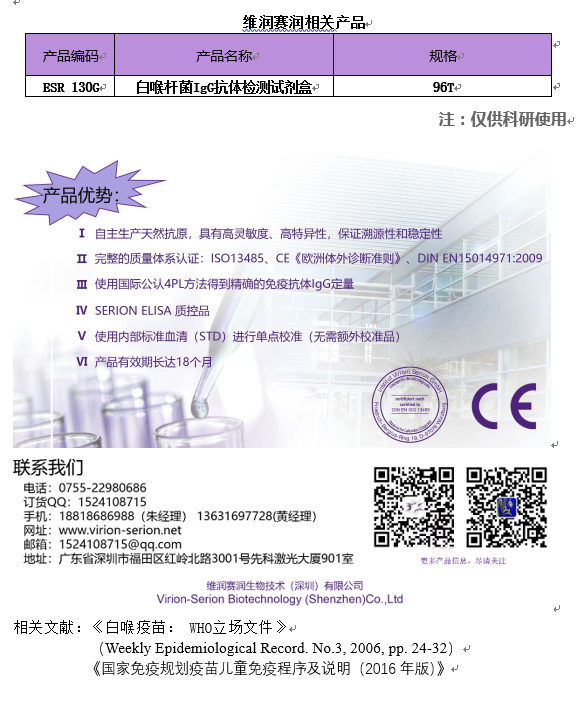 维润赛润相关产品
产品编码 产品名称 规格
ESR 130G 白喉杆菌IgG抗体检测试剂盒 96T
注：仅供科研使用
产品优势：
I 自主生产天然抗原，具有高灵敏度、高特异性，保证溯源性和稳定性
II 完整的质量体系认证：ISO13485、CE《欧洲体外诊断准则》、DIN EN15014971:2009
III 使用国际公认4PL方法得到精确的免疫抗体IgG定量
IV SERION ELISA 质控品
V 使用内部标准血清（STD）进行单点校准（无需额外校准品）
VI 产品有效期长达18个月
Institut Virion Serion GmbH
zertifiziert nach
certified to
DIN EN ISO 13485
CE
联系我们
电话：0755-22980686
订货QQ：1524108715
手机：18818686988（朱经理） 13631697728(黄经理)
网址：www.virion-serion.net
邮箱：1524108715@qq.com
地址：广东省深圳市福田区红岭北路3001号先科激光大厦901室
更多产品信息，尽请关注
维润赛润生物技术（深圳）有限公司
Virion-Serion Biotechnology (Shenzhen)Co.,Ltd
相关文献：《白喉疫苗： WHO立场文件》
（Weekly Epidemiological Record. No.3, 2006, pp. 24-32）
《国家免疫规划疫苗儿童免疫程序及说明（2016 年版）》